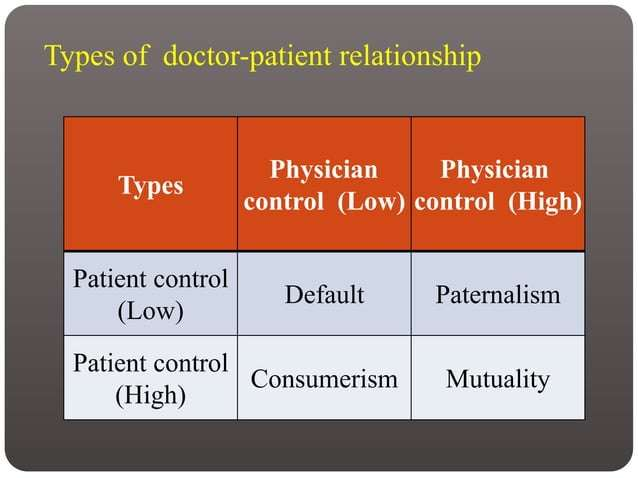 Types of doctor-patient relationship
Types
Physician
control (Low)
Physician
control (High)
Patient control
(Low)
Default
Paternalism
Patient control
(High)
Consumerism
Mutuality